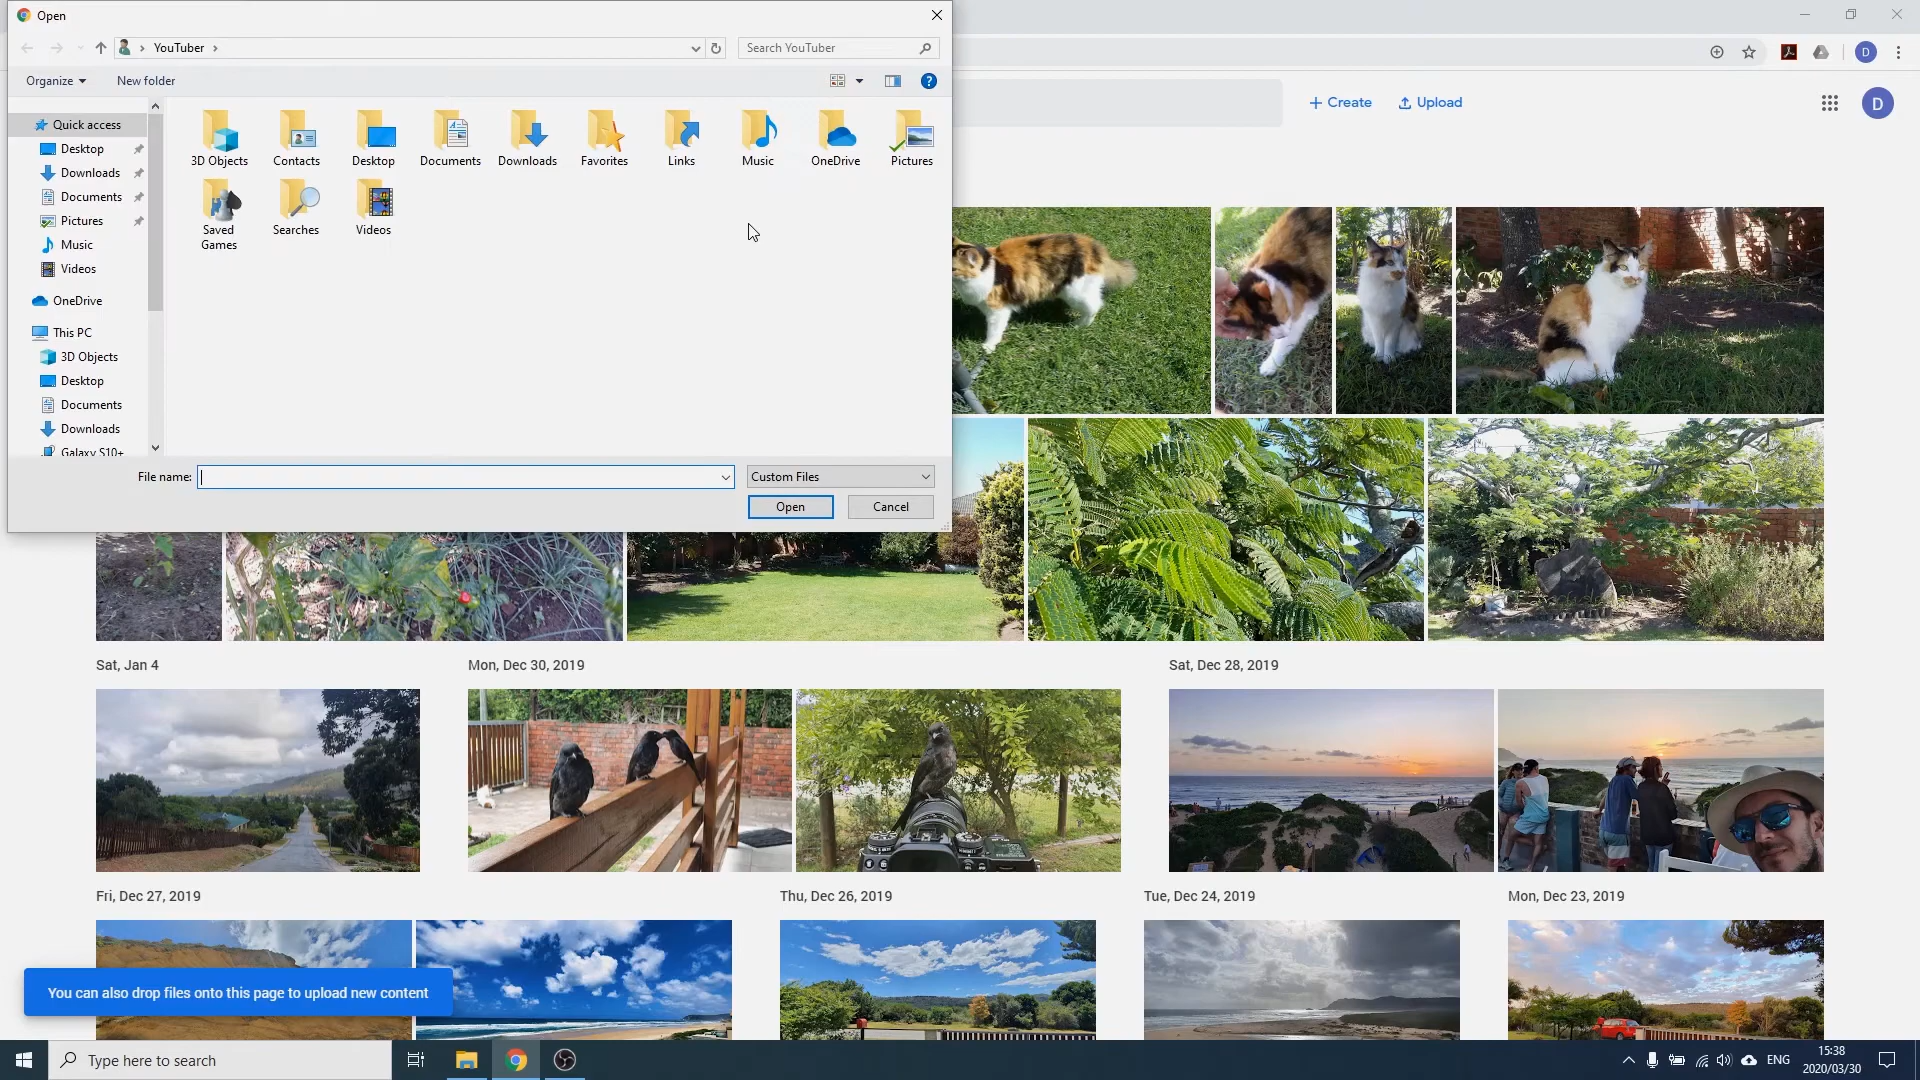 Open
YouTuber
Search YouTuber
Organize
New folder
?
D
Create
Upload
D
Quick access
Desktop
Downloads
Documents
Pictures
Music
Videos
OneDrive
This PC
3D Objects
Desktop
Documents
Downloads
Galaxy S10+
3D Objects
Contacts
Desktop
Documents
Downloads
Favorites
Links
Music
OneDrive
Pictures
Saved
Games
Searches
Videos
File name:
Custom Files
Open
Cancel
Sat, Jan 4
Mon, Dec 30, 2019
Sat, Dec 28, 2019
Fri, Dec 27, 2019
Thu, Dec 26, 2019
Tue, Dec 24, 2019
Mon, Dec 23, 2019
You can also drop files onto this page to upload new content
Type here to search
ENG
15:38
2020/03/30